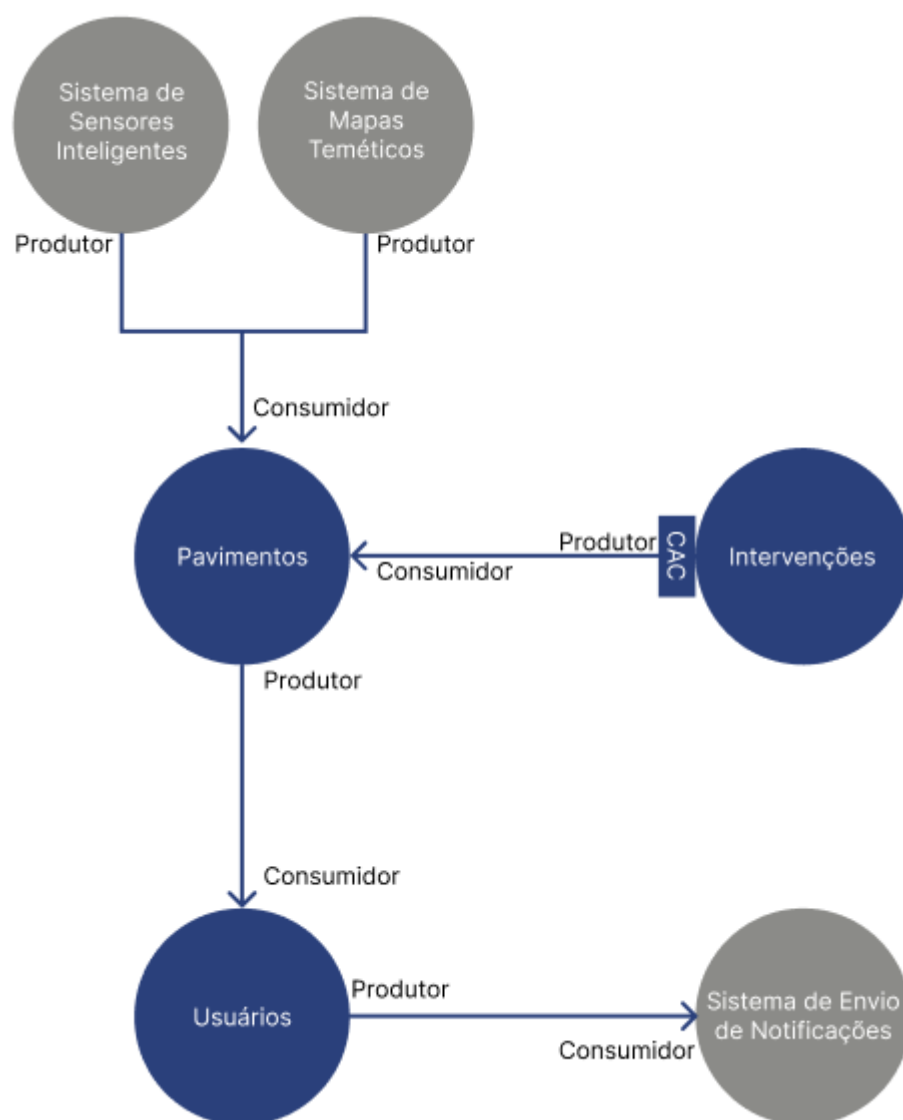 Sistema de
Sensores
Inteligentes
Sistema de
Mapas
Teméticos
Produtor
Produtor
Consumidor
Pavimentos
Produtor
Consumidor
CAC
Intervenções
Produtor
Consumidor
Usuários
Produtor
Consumidor
Sistema de Envio
de Notificações